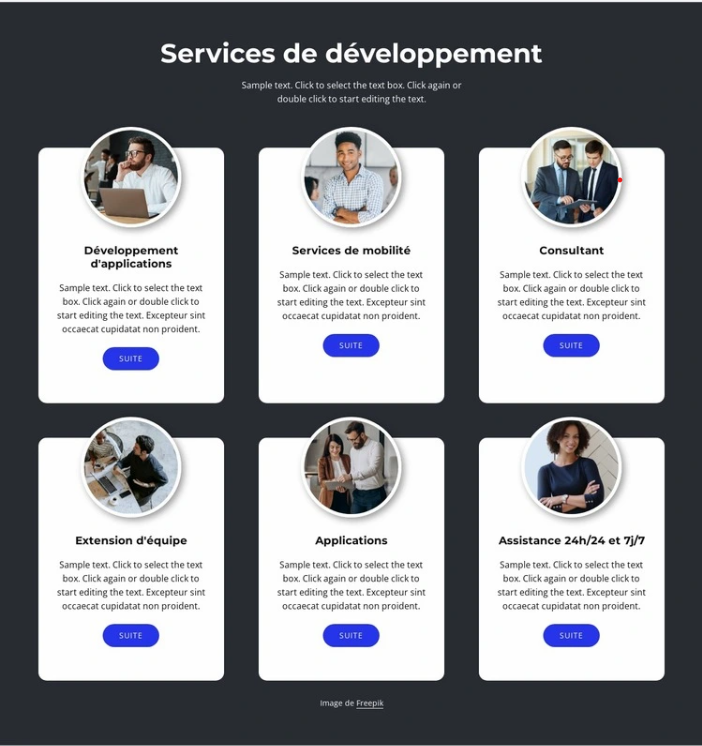 Services de développement
Sample text. Click to select the text box. Click again or
double click to start editing the text.
Développement
d'applications
Sample text. Click to select the text
box. Click again or double click to
start editing the text. Excepteur sint
occaecat cupidatat non proident.
SUITE
Services de mobilité
Sample text. Click to select the text
box. Click again or double click to
start editing the text. Excepteur sint
occaecat cupidatat non proident.
SUITE
Consultant
Sample text. Click to select the text
box. Click again or double click to
start editing the text. Excepteur sint
occaecat cupidatat non proident.
SUITE
Extension d'équipe
Sample text. Click to select the text
box. Click again or double click to
start editing the text. Excepteur sint
occaecat cupidatat non proident.
SUITE
Applications
Sample text. Click to select the text
box. Click again or double click to
start editing the text. Excepteur sint
occaecat cupidatat non proident.
SUITE
Assistance 24h/24 et 7j/7
Sample text. Click to select the text
box. Click again or double click to
start editing the text. Excepteur sint
occaecat cupidatat non proident.
SUITE
Image de Freepik